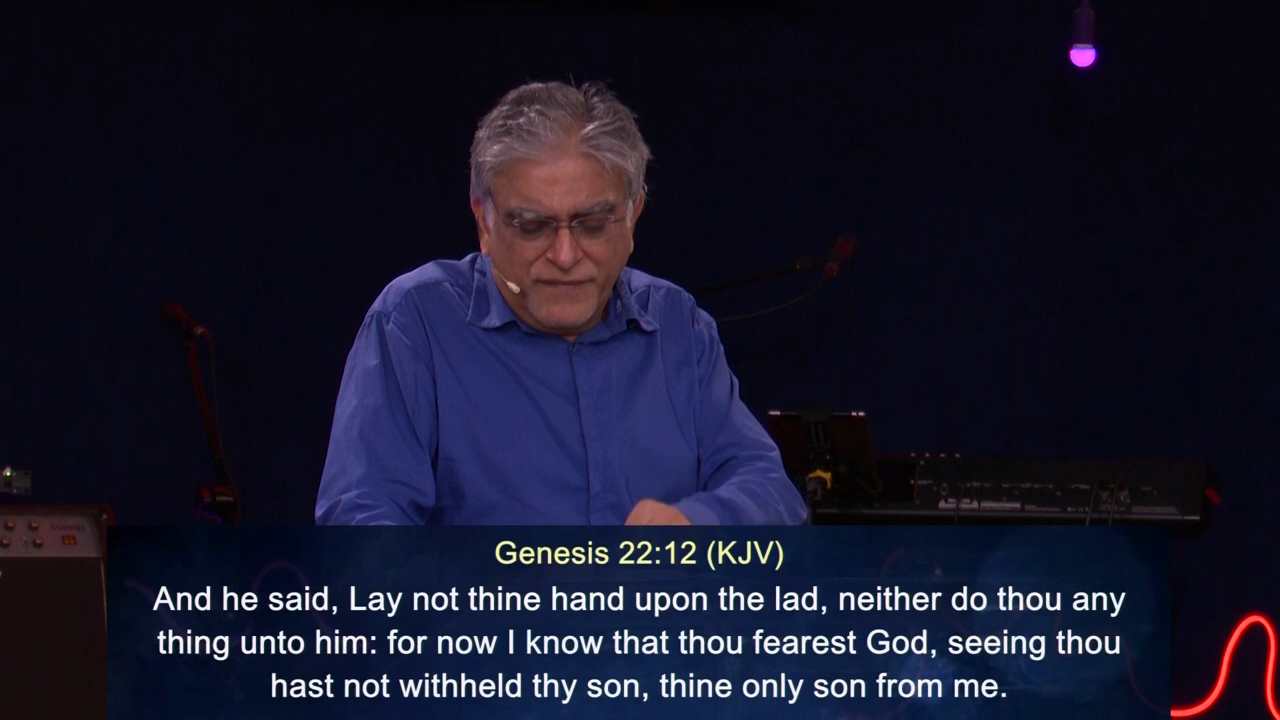 Genesis 22:12 (KJV)
And he said, Lay not thine hand upon the lad, neither do thou any
thing unto him: for now I know that thou fearest God, seeing thou
hast not withheld thy son, thine only son from me.